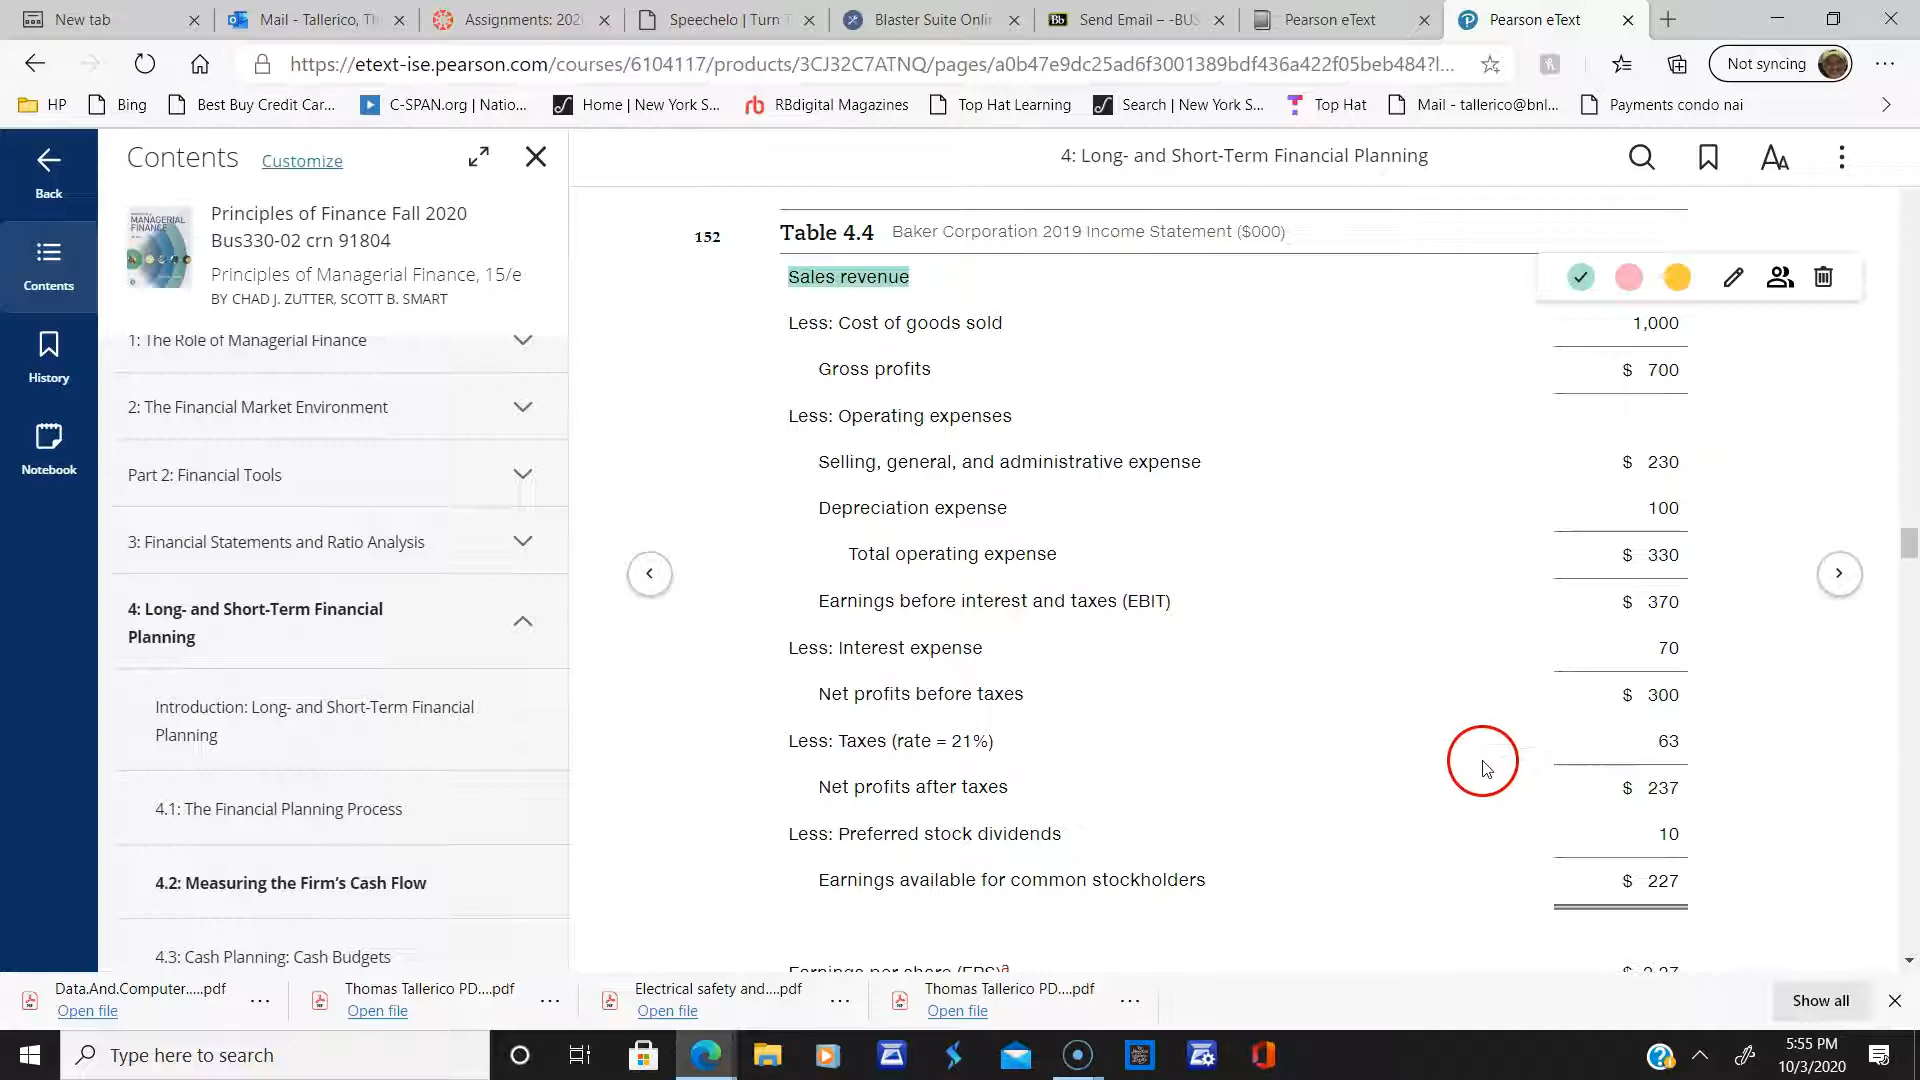 New tab
Mail - Tallerico, T
Assignments: 202
Speechelo | Turn
Blaster Suite Onli
Send Email – -BUS
Pearson eText
Pearson eText
https://etext-ise.pearson.com/courses/6104117/products/3CJ32C7ATNQ/pages/a0b47e9dc25ad6f3001389bdf436a422f05beb484?l...
Not syncing
HP
Bing
Best Buy Credit Car...
C-SPAN.org | Natio...
Home | New York S...
RBdigital Magazines
Top Hat Learning
Search | New York S...
Top Hat
Mail - tallerico@bnl...
Payments condo nai
Back
Contents
History
Notebook
Contents Customize
MANAGERIAL FINANCE
Principles of Finance Fall 2020
Bus330-02 crn 91804
Principles of Managerial Finance, 15/e
BY CHAD J. ZUTTER, SCOTT B. SMART
1: The Role of Managerial Finance
2: The Financial Market Environment
Part 2: Financial Tools
3: Financial Statements and Ratio Analysis
4: Long- and Short-Term Financial
Planning
Introduction: Long- and Short-Term Financial
Planning
4.1: The Financial Planning Process
4.2: Measuring the Firm's Cash Flow
4.3: Cash Planning: Cash Budgets
4: Long- and Short-Term Financial Planning
152
Table 4.4 Baker Corporation 2019 Income Statement ($000)
Sales revenue
Less: Cost of goods sold 1,000
Gross profits $ 700
Less: Operating expenses
Selling, general, and administrative expense $ 230
Depreciation expense 100
Total operating expense $ 330
Earnings before interest and taxes (EBIT) $ 370
Less: Interest expense 70
Net profits before taxes $ 300
Less: Taxes (rate = 21%) 63
Net profits after taxes $ 237
Less: Preferred stock dividends 10
Earnings available for common stockholders $ 227
Earnings per share (EPS)a $ 2.27
Data.And.Computer.....pdf
Open file
Thomas Tallerico PD....pdf
Open file
Electrical safety and....pdf
Open file
Thomas Tallerico PD....pdf
Open file
Show all
Type here to search
5:55 PM
10/3/2020